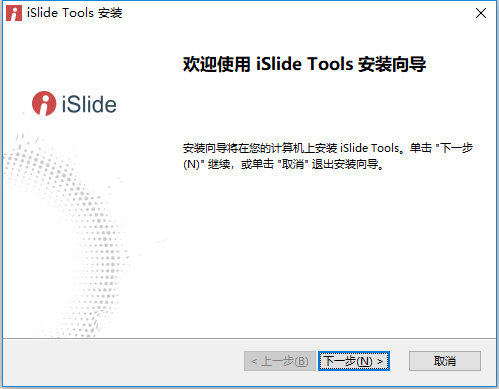 iSlide Tools 安装
欢迎使用 iSlide Tools 安装向导
iSlide
安装向导将在您的计算机上安装 iSlide Tools。单击 "下一步
(N)" 继续，或单击 "取消" 退出安装向导。
< 上一步(B) 下一步(N) > 取消